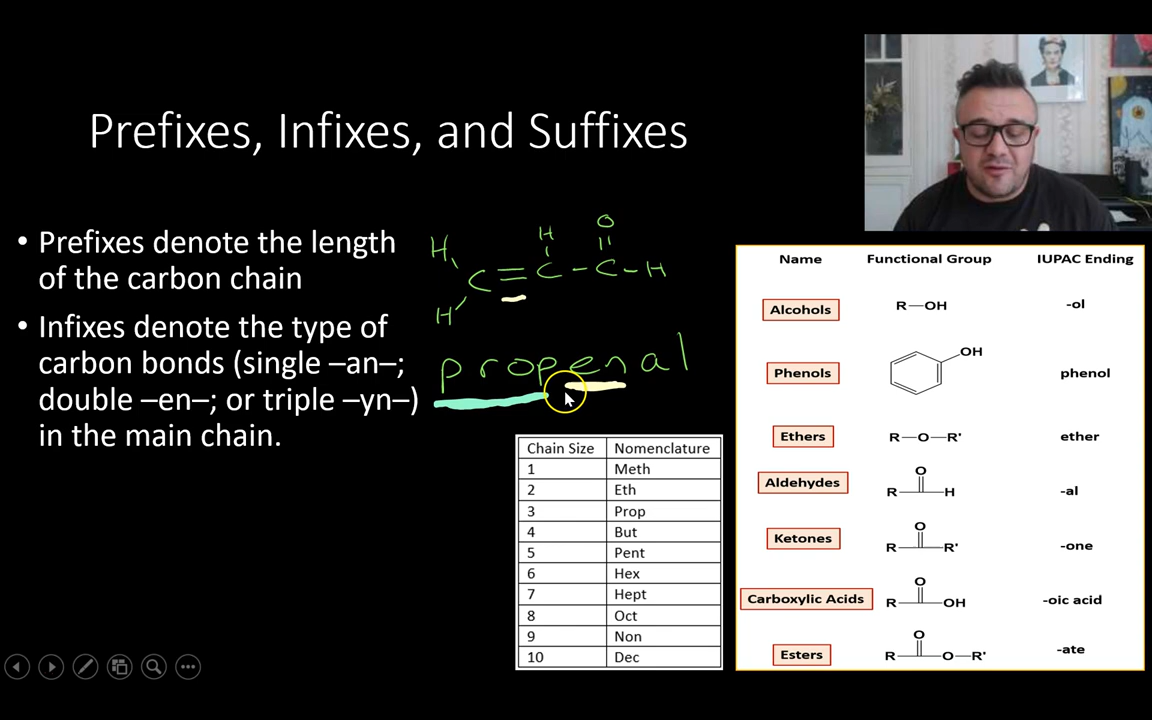 Prefixes, Infixes, and Suffixes
• Prefixes denote the length
of the carbon chain
• Infixes denote the type of
carbon bonds (single –an–;
double –en–; or triple –yn–)
in the main chain.
H H O
C = C - C - H
H
propenal
Chain Size Nomenclature
1 Meth
2 Eth
3 Prop
4 But
5 Pent
6 Hex
7 Hept
8 Oct
9 Non
10 Dec
Name Functional Group IUPAC Ending
Alcohols R—OH -ol
Phenols OH phenol
Ethers R—O—R' ether
O
Aldehydes R H -al
O
Ketones R R' -one
O
Carboxylic Acids R OH -oic acid
O
Esters R O—R' -ate